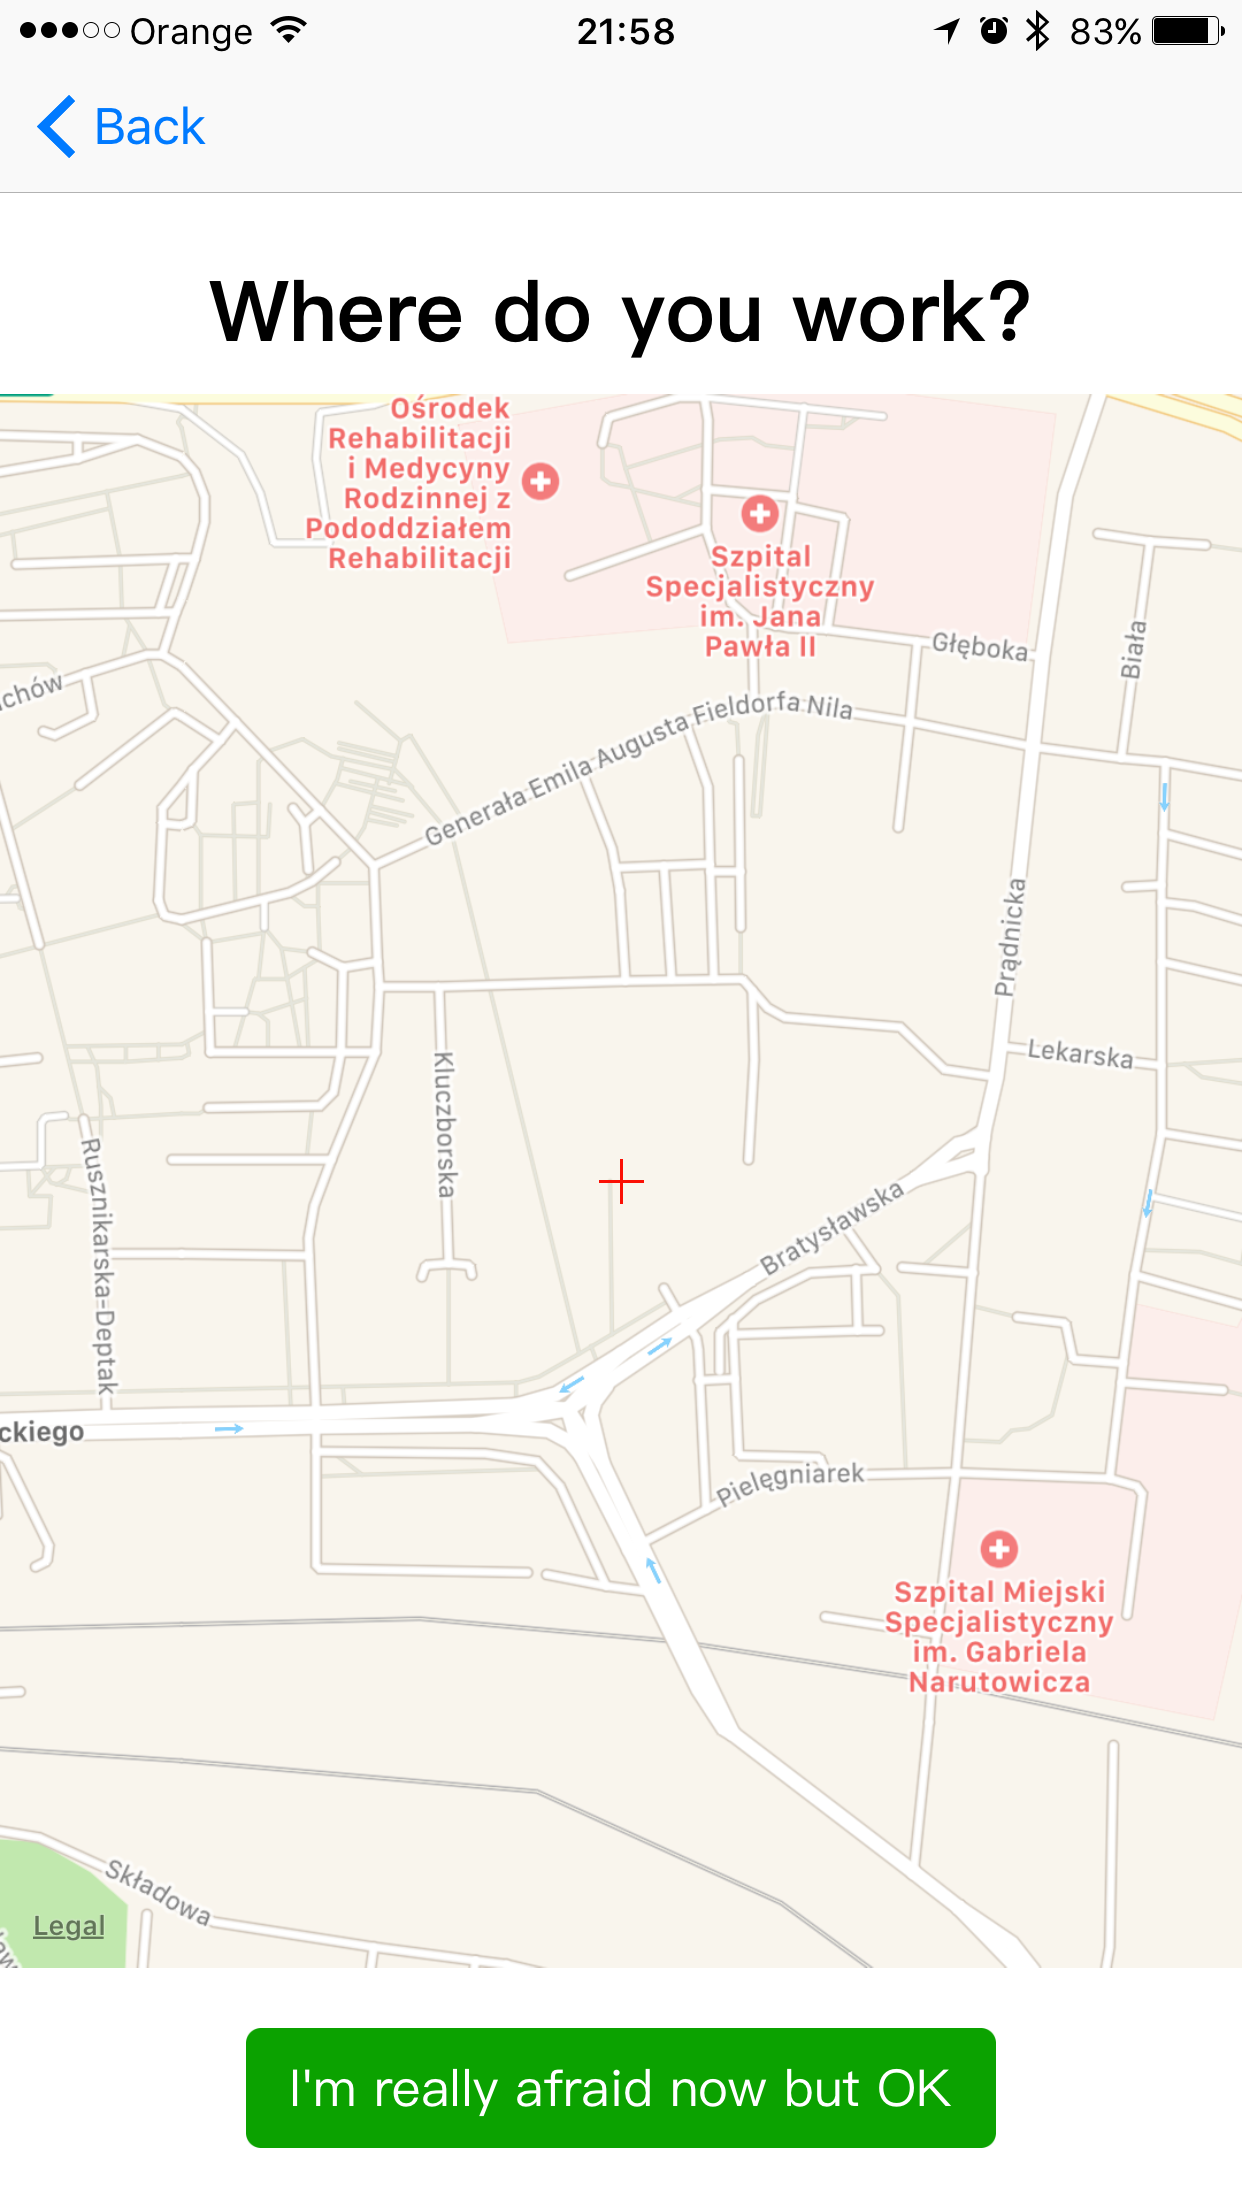 Orange 21:58 83%
Back
Where do you work?
Ośrodek
Rehabilitacji
i Medycyny
Rodzinnej z
Pododdziałem
Rehabilitacji
Szpital
Specjalistyczny
im. Jana
Pawła II
Głęboka
Biała
chów
Generała Emila Augusta Fieldorfa Nila
Prądnicka
Lekarska
Kluczborska
Rusznikarska-Deptak
Bratysławska
ckiego
Pielęgniarek
Szpital Miejski
Specjalistyczny
im. Gabriela
Narutowicza
Składowa
Legal
I'm really afraid now but OK